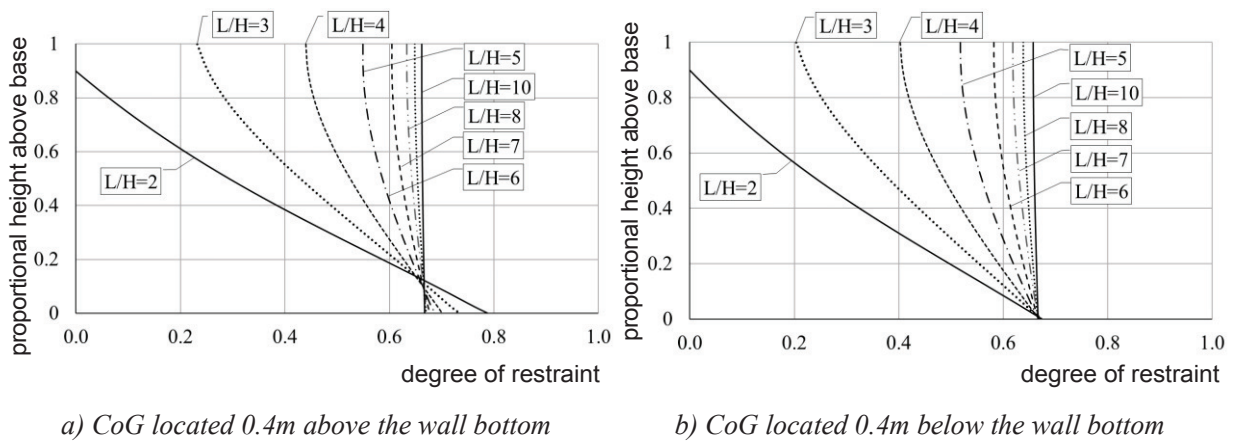 L/H=3
L/H=4
1
L/H=5
0.8
L/H=10
0.6
L/H=8
L/H=7
L/H=2
L/H=6
0.4
0.2
0
0.0
0.2
0.4
0.6
0.8
1.0
proportional height above base
degree of restraint
a) CoG located 0.4m above the wall bottom
L/H=3
L/H=4
1
L/H=5
0.8
L/H=10
0.6
L/H=8
L/H=7
L/H=2
L/H=6
0.4
0.2
0
0.0
0.2
0.4
0.6
0.8
1.0
proportional height above base
degree of restraint
b) CoG located 0.4m below the wall bottom